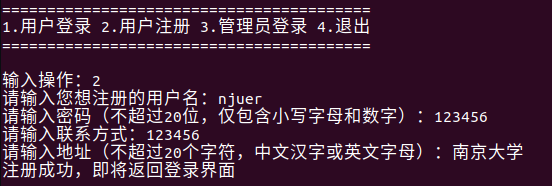 =========================================
1.用户登录 2.用户注册 3.管理员登录 4.退出
=========================================
输入操作：2
请输入您想注册的用户名：njuer
请输入密码（不超过20位，仅包含小写字母和数字）：123456
请输入联系方式：123456
请输入地址（不超过20个字符，中文汉字或英文字母）：南京大学
注册成功，即将返回登录界面